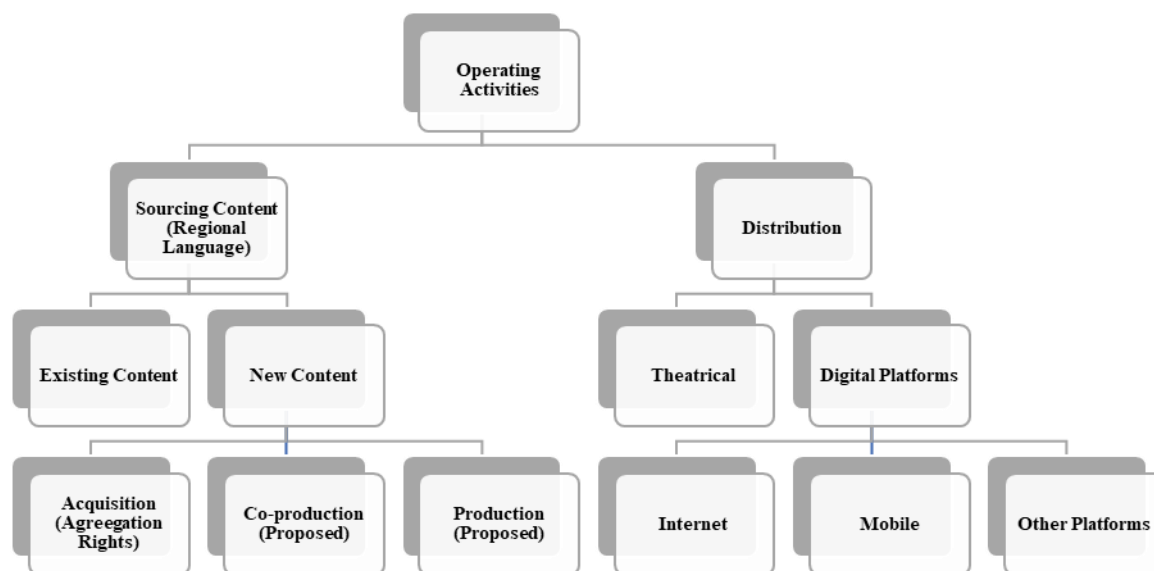 Operating
Activities
Sourcing Content
(Regional
Language)
Distribution
Existing Content
New Content
Theatrical
Digital Platforms
Acquisition
(Agreegation
Rights)
Co-production
(Proposed)
Production
(Proposed)
Internet
Mobile
Other Platforms